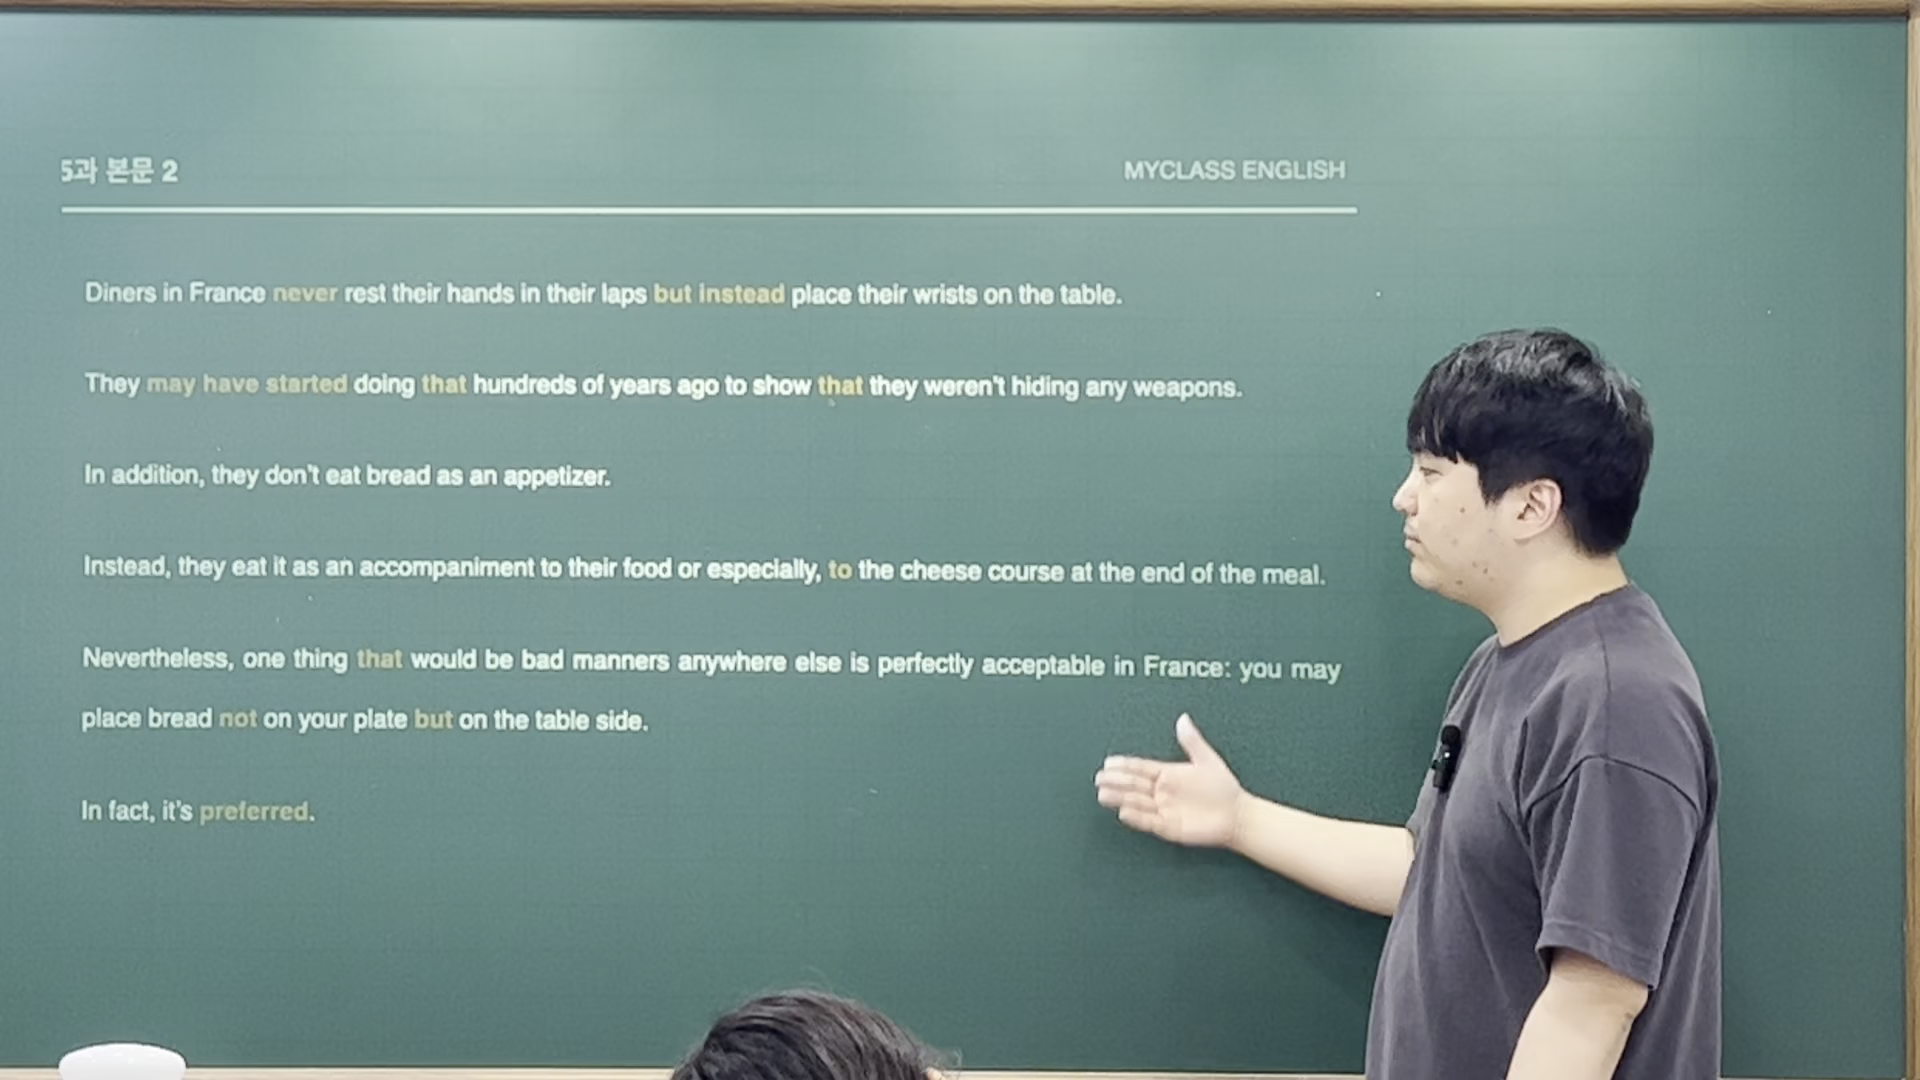 5과 본문 2
MYCLASS ENGLISH
Diners in France never rest their hands in their laps but instead place their wrists on the table.
They may have started doing that hundreds of years ago to show that they weren't hiding any weapons.
In addition, they don't eat bread as an appetizer.
Instead, they eat it as an accompaniment to their food or especially, to the cheese course at the end of the meal.
Nevertheless, one thing that would be bad manners anywhere else is perfectly acceptable in France: you may
place bread not on your plate but on the table side.
In fact, it's preferred.